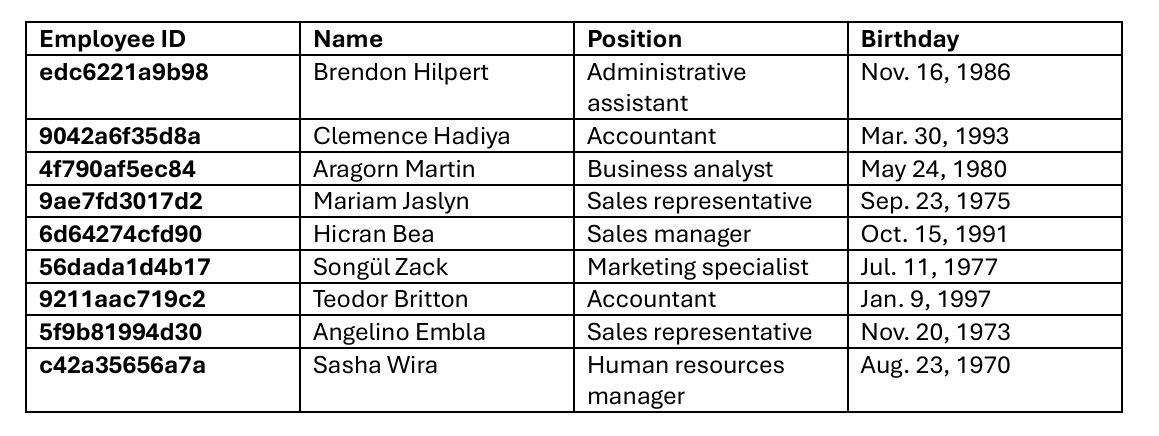 Employee ID Name Position Birthday
edc6221a9b98 Brendon Hilpert Administrative Nov. 16, 1986
assistant
9042a6f35d8a Clemence Hadiya Accountant Mar. 30, 1993
4f790af5ec84 Aragorn Martin Business analyst May 24, 1980
9ae7fd3017d2 Mariam Jaslyn Sales representative Sep. 23, 1975
6d64274cfd90 Hicran Bea Sales manager Oct. 15, 1991
56dada1d4b17 Songül Zack Marketing specialist Jul. 11, 1977
9211aac719c2 Teodor Britton Accountant Jan. 9, 1997
5f9b81994d30 Angelino Embla Sales representative Nov. 20, 1973
c42a35656a7a Sasha Wira Human resources Aug. 23, 1970
manager